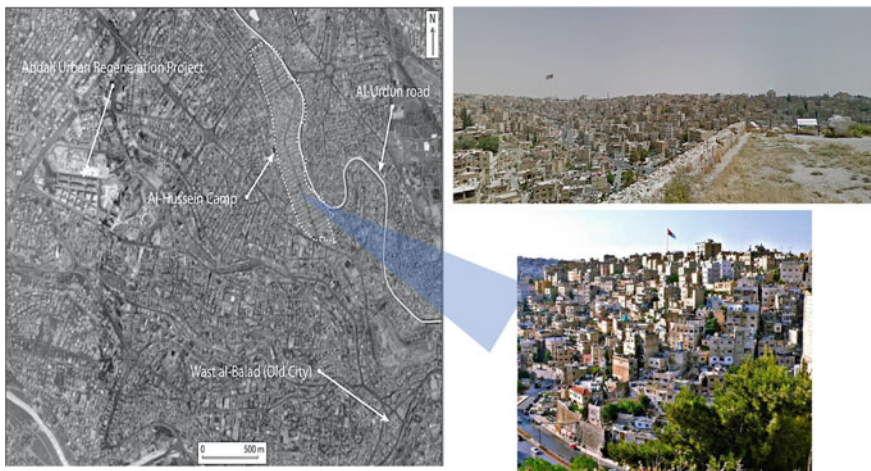 N
Abdali Urban Regeneration Project
Al-Urdun road
Al-Hussein Camp
Wast al-Balad (Old City)
0 500 m